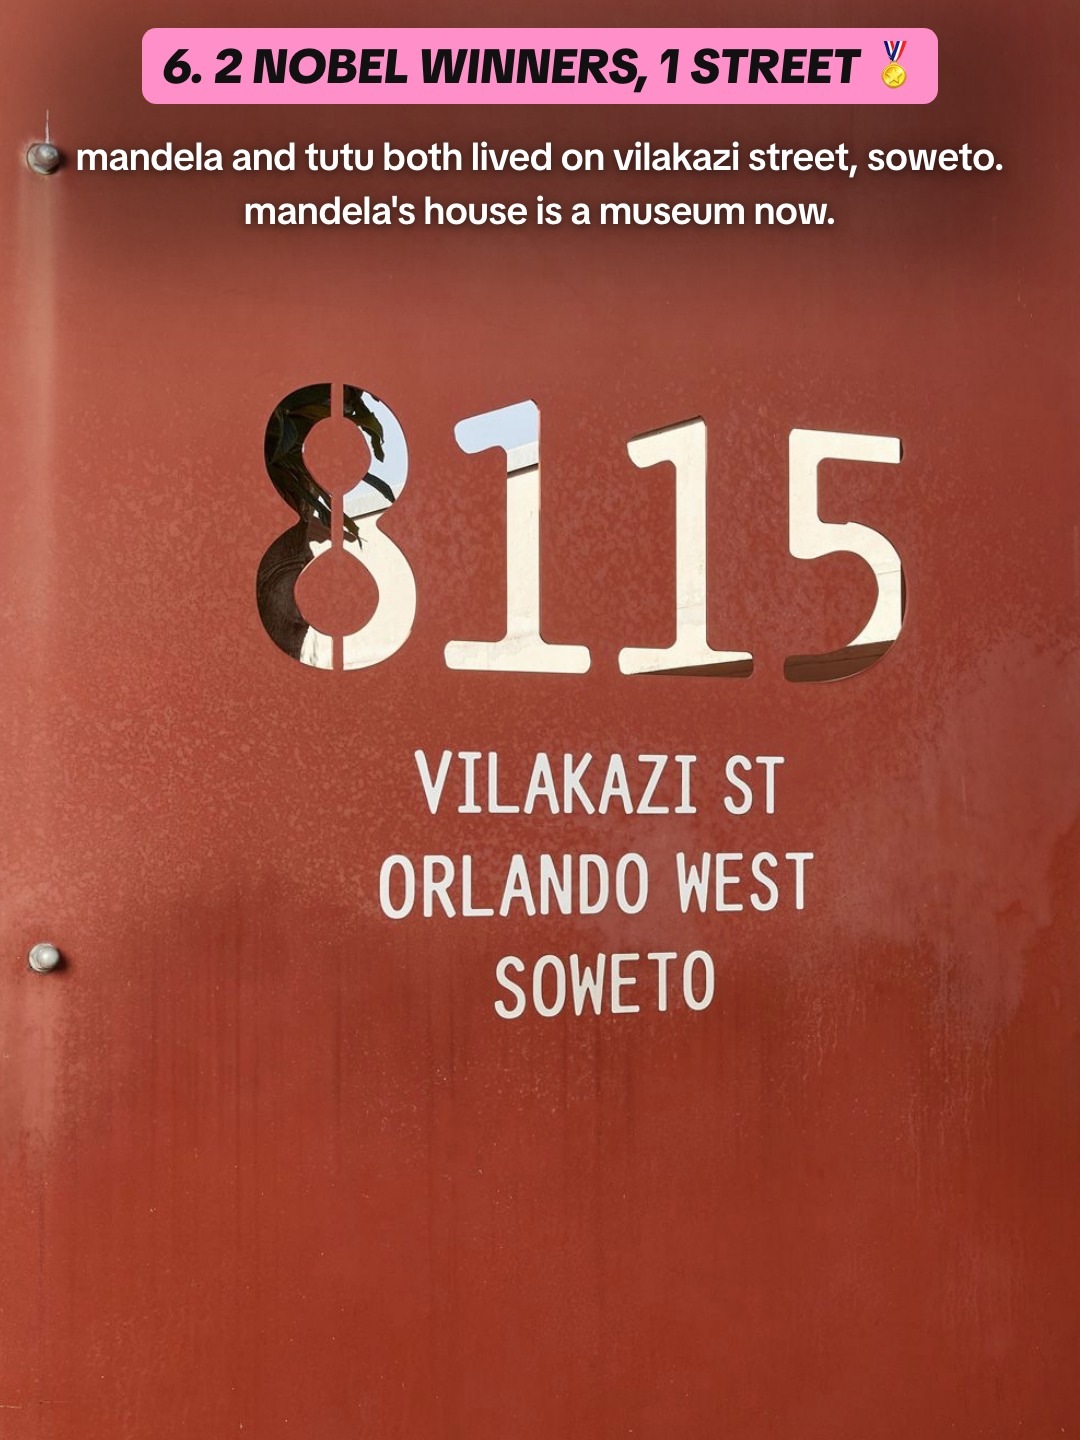 6. 2 NOBEL WINNERS, 1 STREET 🏅
mandela and tutu both lived on vilakazi street, soweto.
mandela's house is a museum now.
8115
VILAKAZI ST
ORLANDO WEST
SOWETO